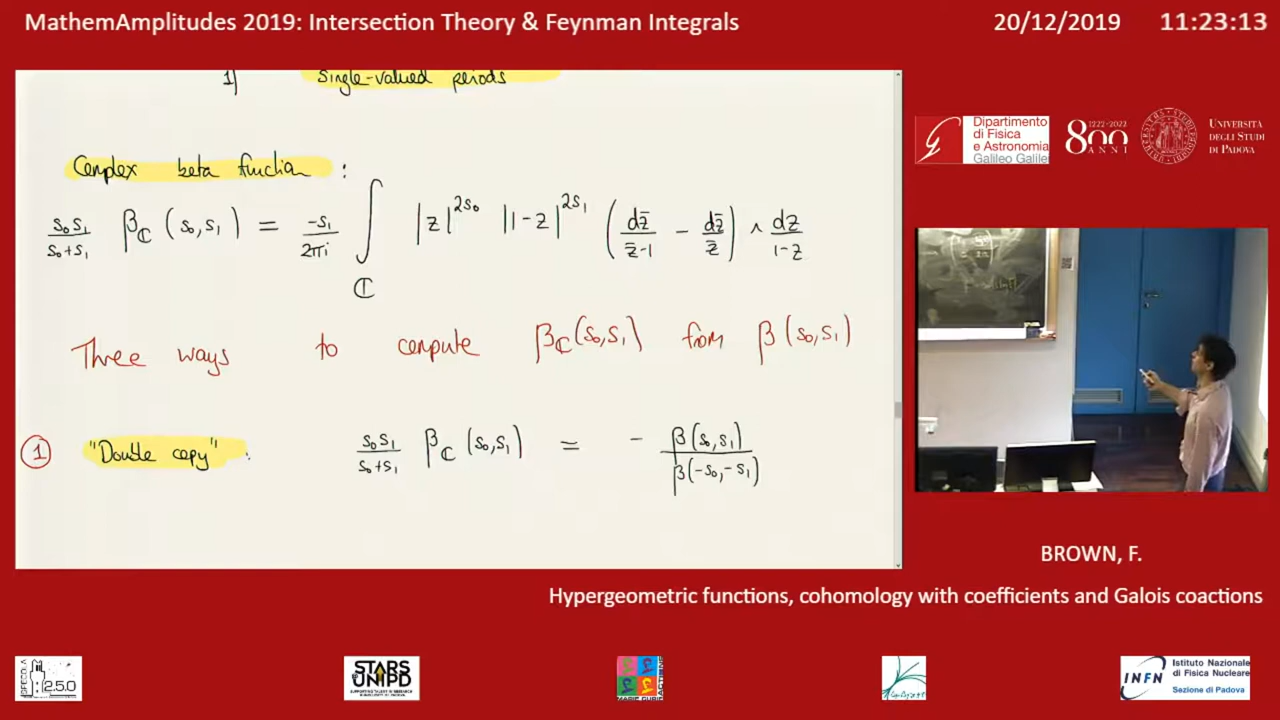 MathemAmplitudes 2019: Intersection Theory & Feynman Integrals
20/12/2019 11:23:13
1) Single-valued periods
Complex beta function :
s₀s₁/(s₀+s₁) β_ℂ(s₀,s₁) = -s₁/2πi ∫_ℂ |z|^{2s₀} |1-z|^{2s₁} (dz̄/(z̄-1) - dz̄/z̄) ∧ dz/(1-z)
Three ways to compute β_ℂ(s₀,s₁) from β(s₀,s₁)
① "Double copy" : s₀s₁/(s₀+s₁) β_ℂ(s₀,s₁) = - β(s₀,s₁)/β(-s₀,-s₁)
Dipartimento
di Fisica
e Astronomia
Galileo Galilei
1222-2022
800
ANNI
UNIVERSITÀ
DEGLI STUDI
DI PADOVA
BROWN, F.
Hypergeometric functions, cohomology with coefficients and Galois coactions
250
STARS
UNIPD
INFN
Istituto Nazionale
di Fisica Nucleare
Sezione di Padova